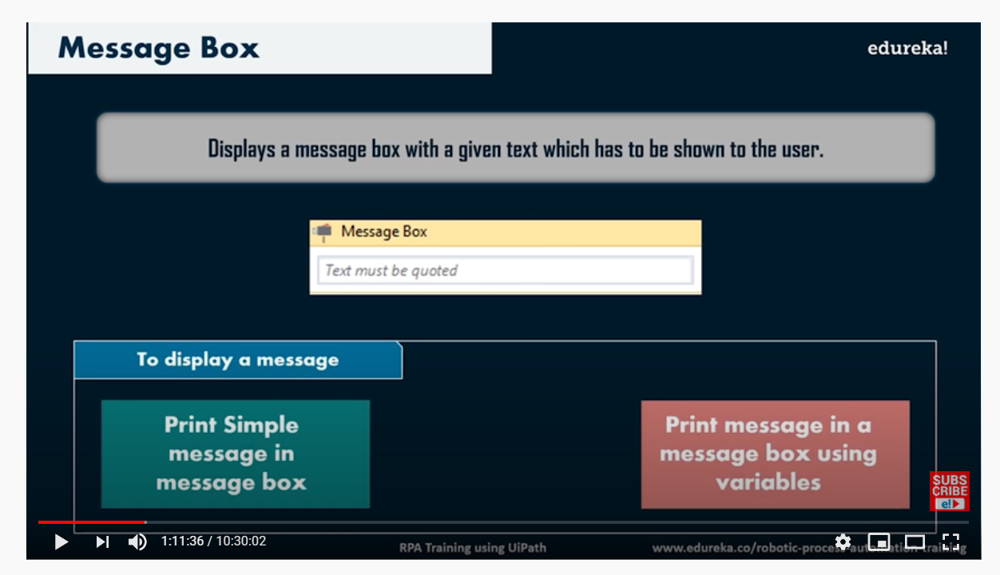 Message Box
edureka!
Displays a message box with a given text which has to be shown to the user.
Message Box
Text must be quoted
To display a message
Print Simple
message in
message box
Print message in a
message box using
variables
SUBS
CRIBE
e!
1:11:36 / 10:30:02
RPA Training using UiPath
www.edureka.co/robotic-process-automation-training